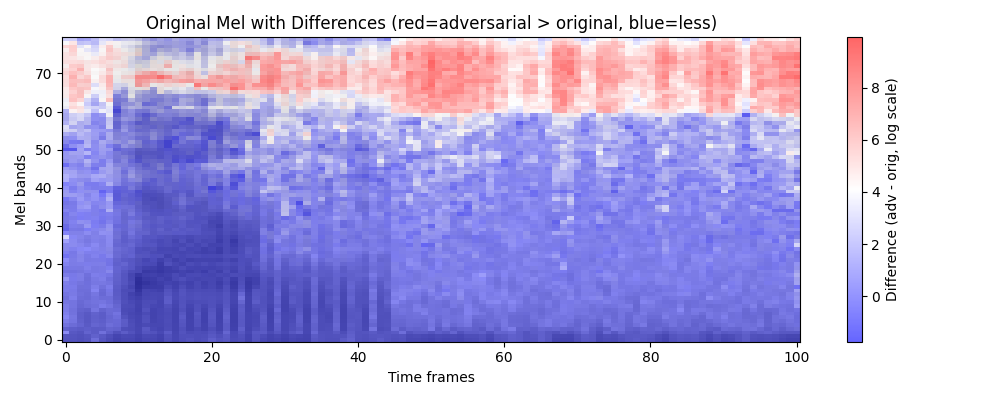 Original Mel with Differences (red=adversarial > original, blue=less)
70
60
50
40
30
20
10
0
Mel bands
0 20 40 60 80 100
Time frames
8
6
4
2
0
Difference (adv - orig, log scale)